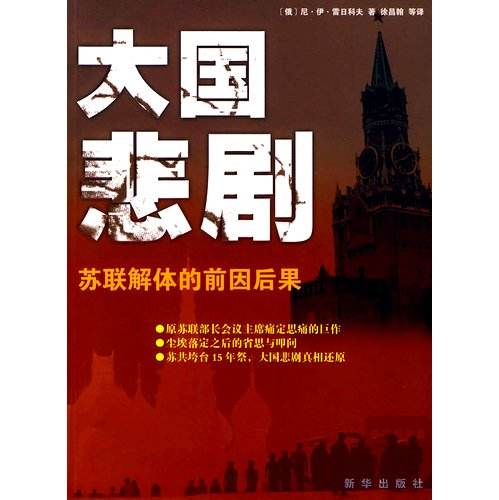 〔俄〕尼·伊·雷日科夫 著 徐昌翰 等译
大国
悲剧
苏联解体的前因后果
●原苏联部长会议主席痛定思痛的巨作
●尘埃落定之后的省思与叩问
●苏共垮台15年祭，大国悲剧真相还原
新华出版社